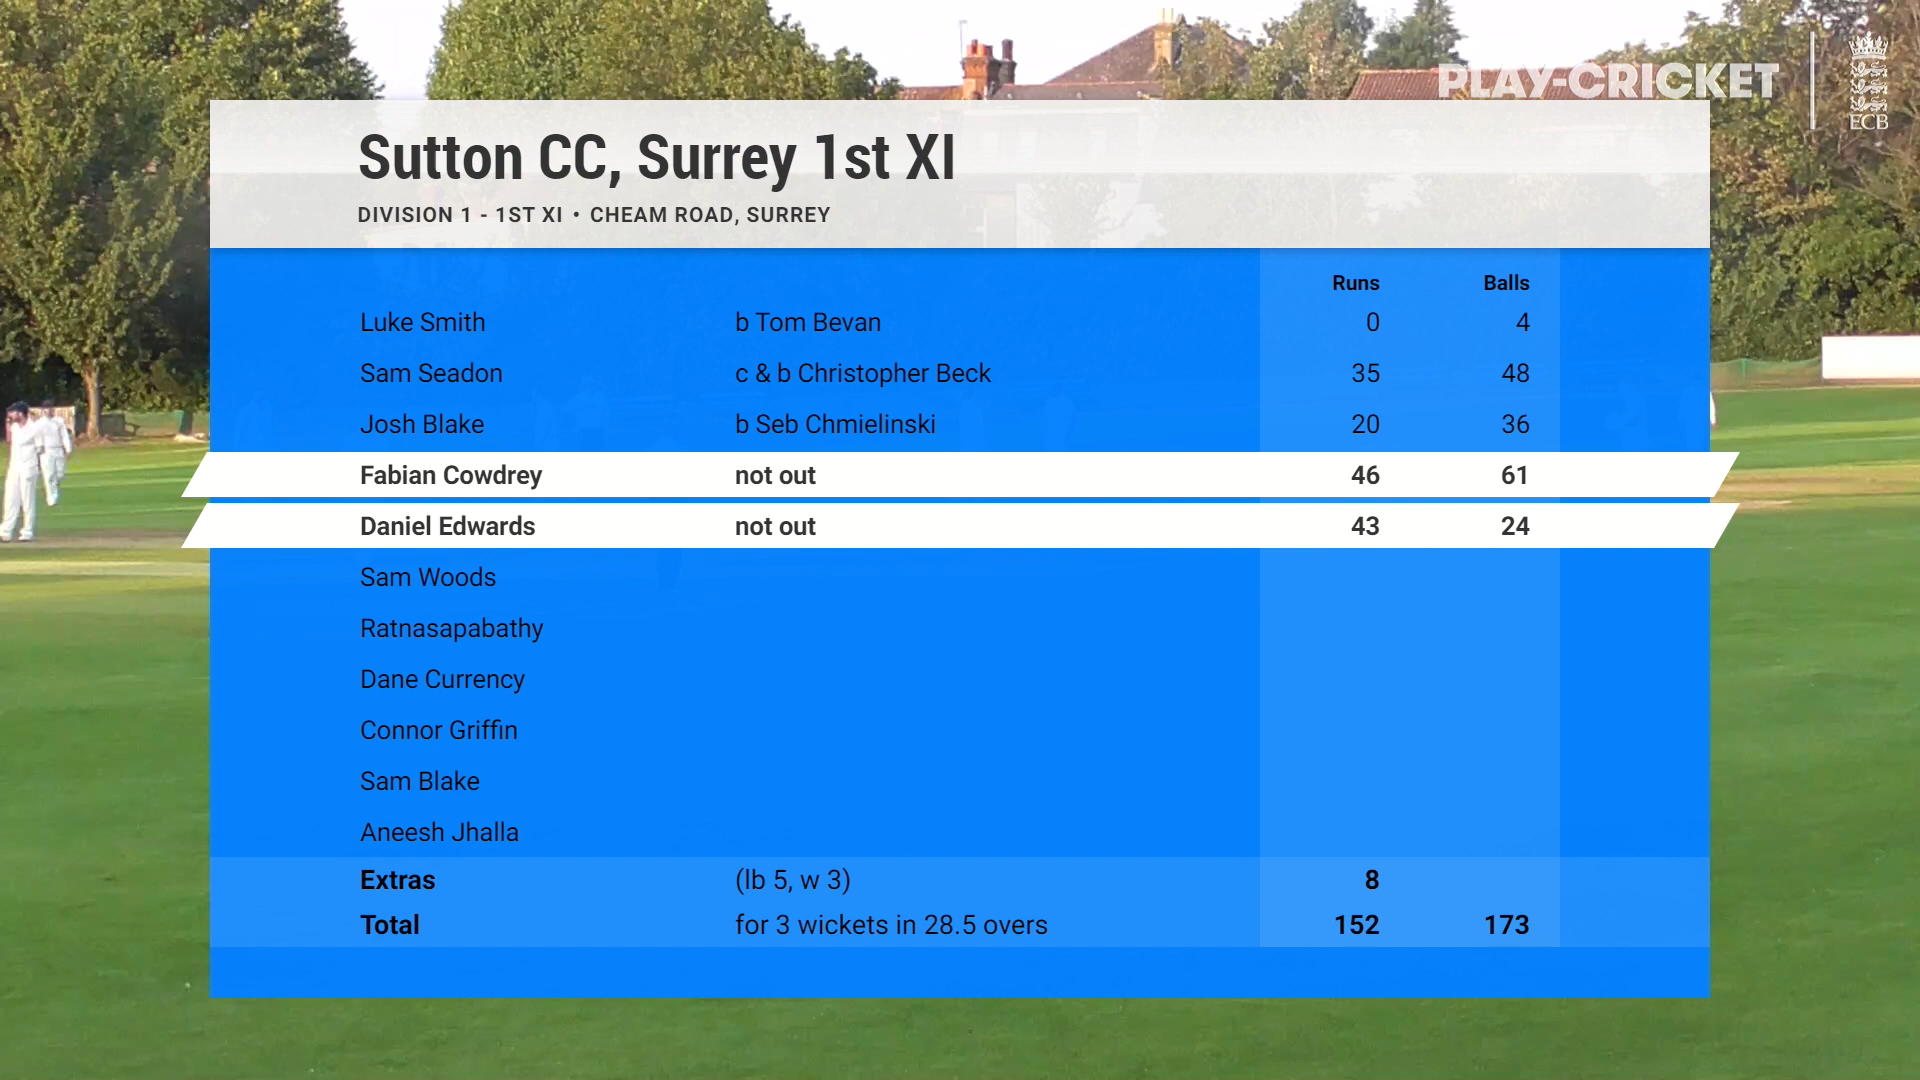 PLAY-CRICKET
ECB
Sutton CC, Surrey 1st XI
DIVISION 1 - 1ST XI • CHEAM ROAD, SURREY
Runs Balls
Luke Smith b Tom Bevan 0 4
Sam Seadon c & b Christopher Beck 35 48
Josh Blake b Seb Chmielinski 20 36
Fabian Cowdrey not out 46 61
Daniel Edwards not out 43 24
Sam Woods
Ratnasapabathy
Dane Currency
Connor Griffin
Sam Blake
Aneesh Jhalla
Extras (lb 5, w 3) 8
Total for 3 wickets in 28.5 overs 152 173